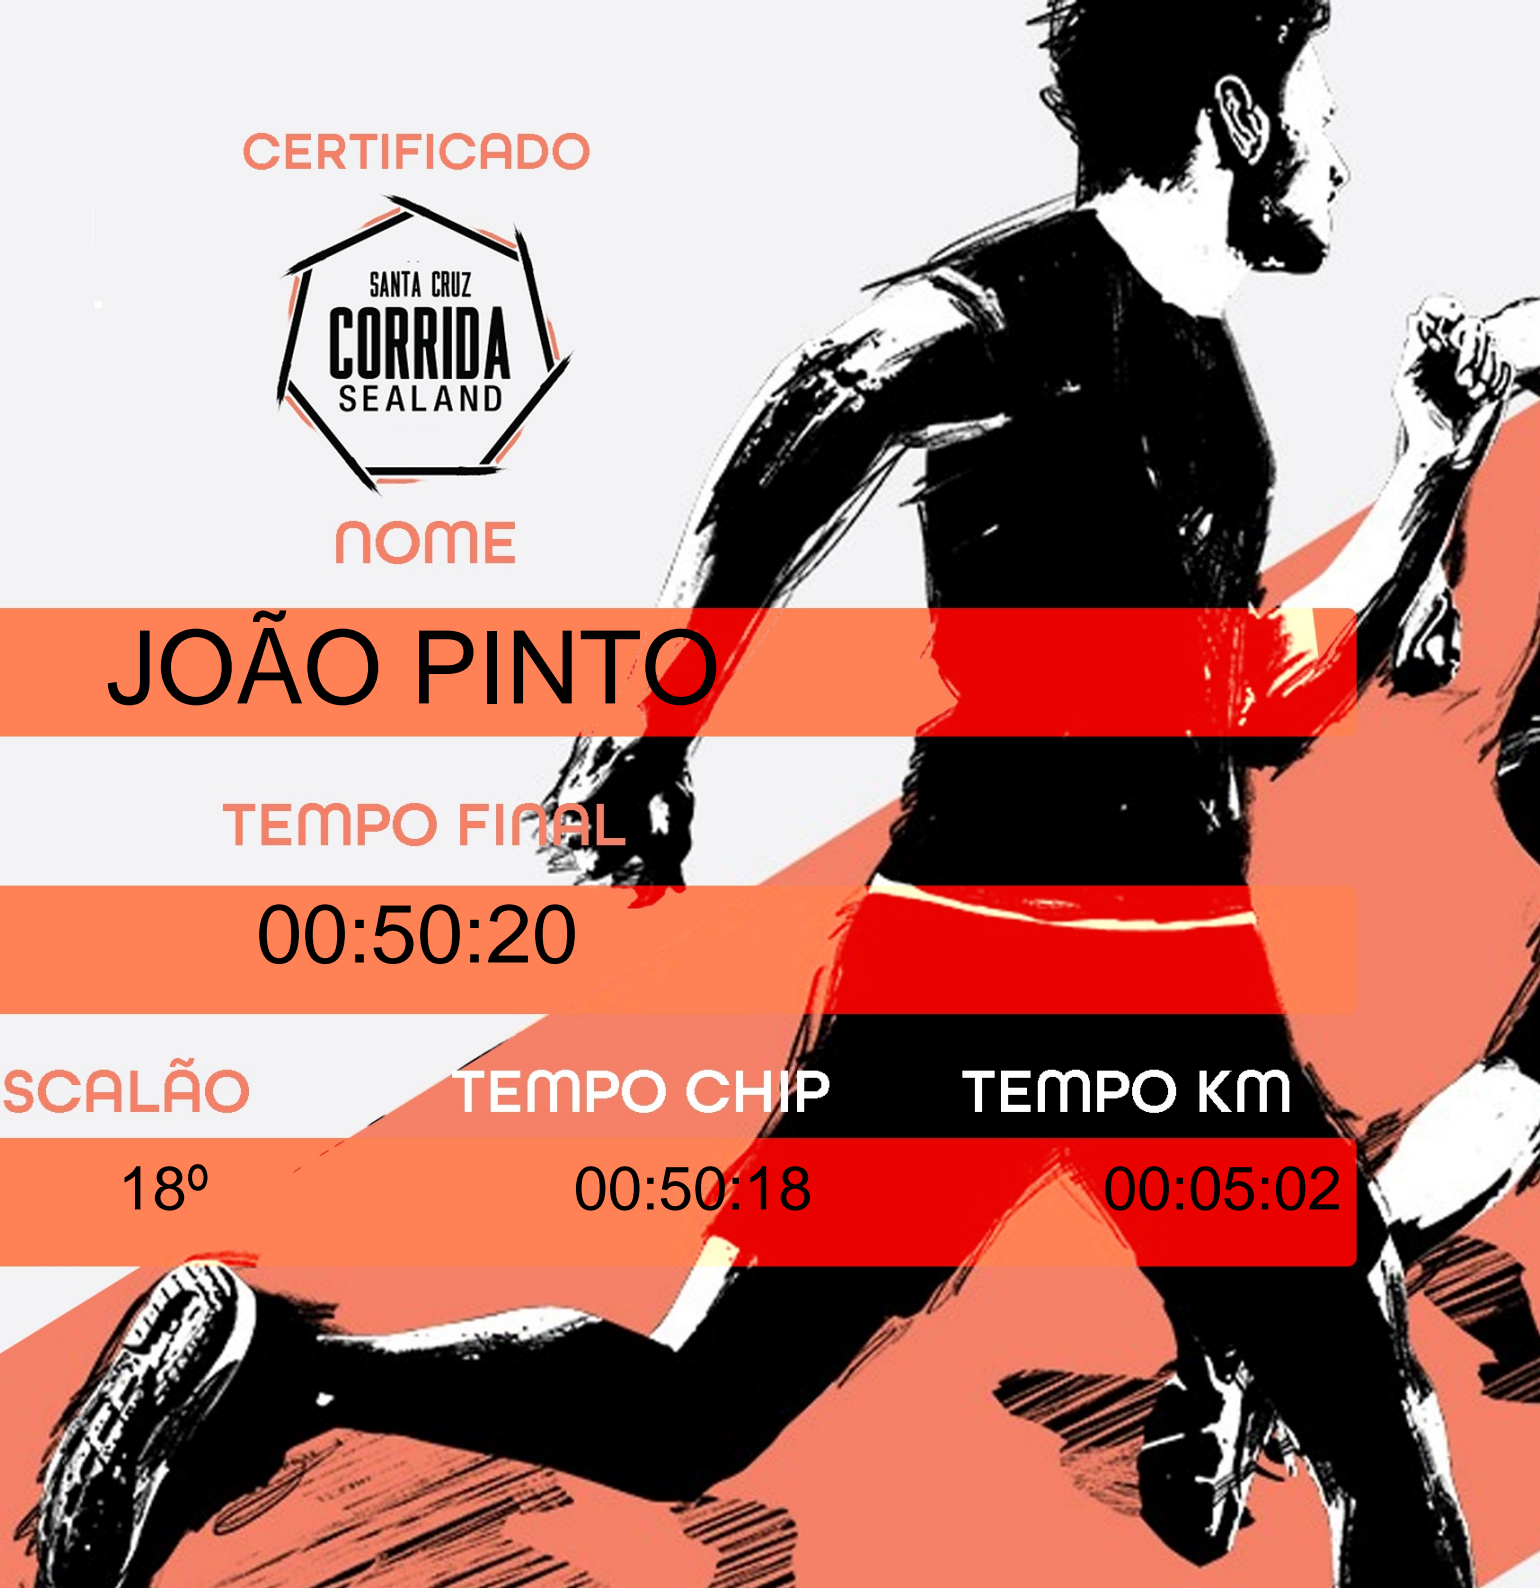 CERTIFICADO
SANTA CRUZ
CORRIDA
SEALAND
NOME
JOÃO PINTO
TEMPO FINAL
00:50:20
SCALÃO TEMPO CHIP TEMPO KM
18º 00:50:18 00:05:02